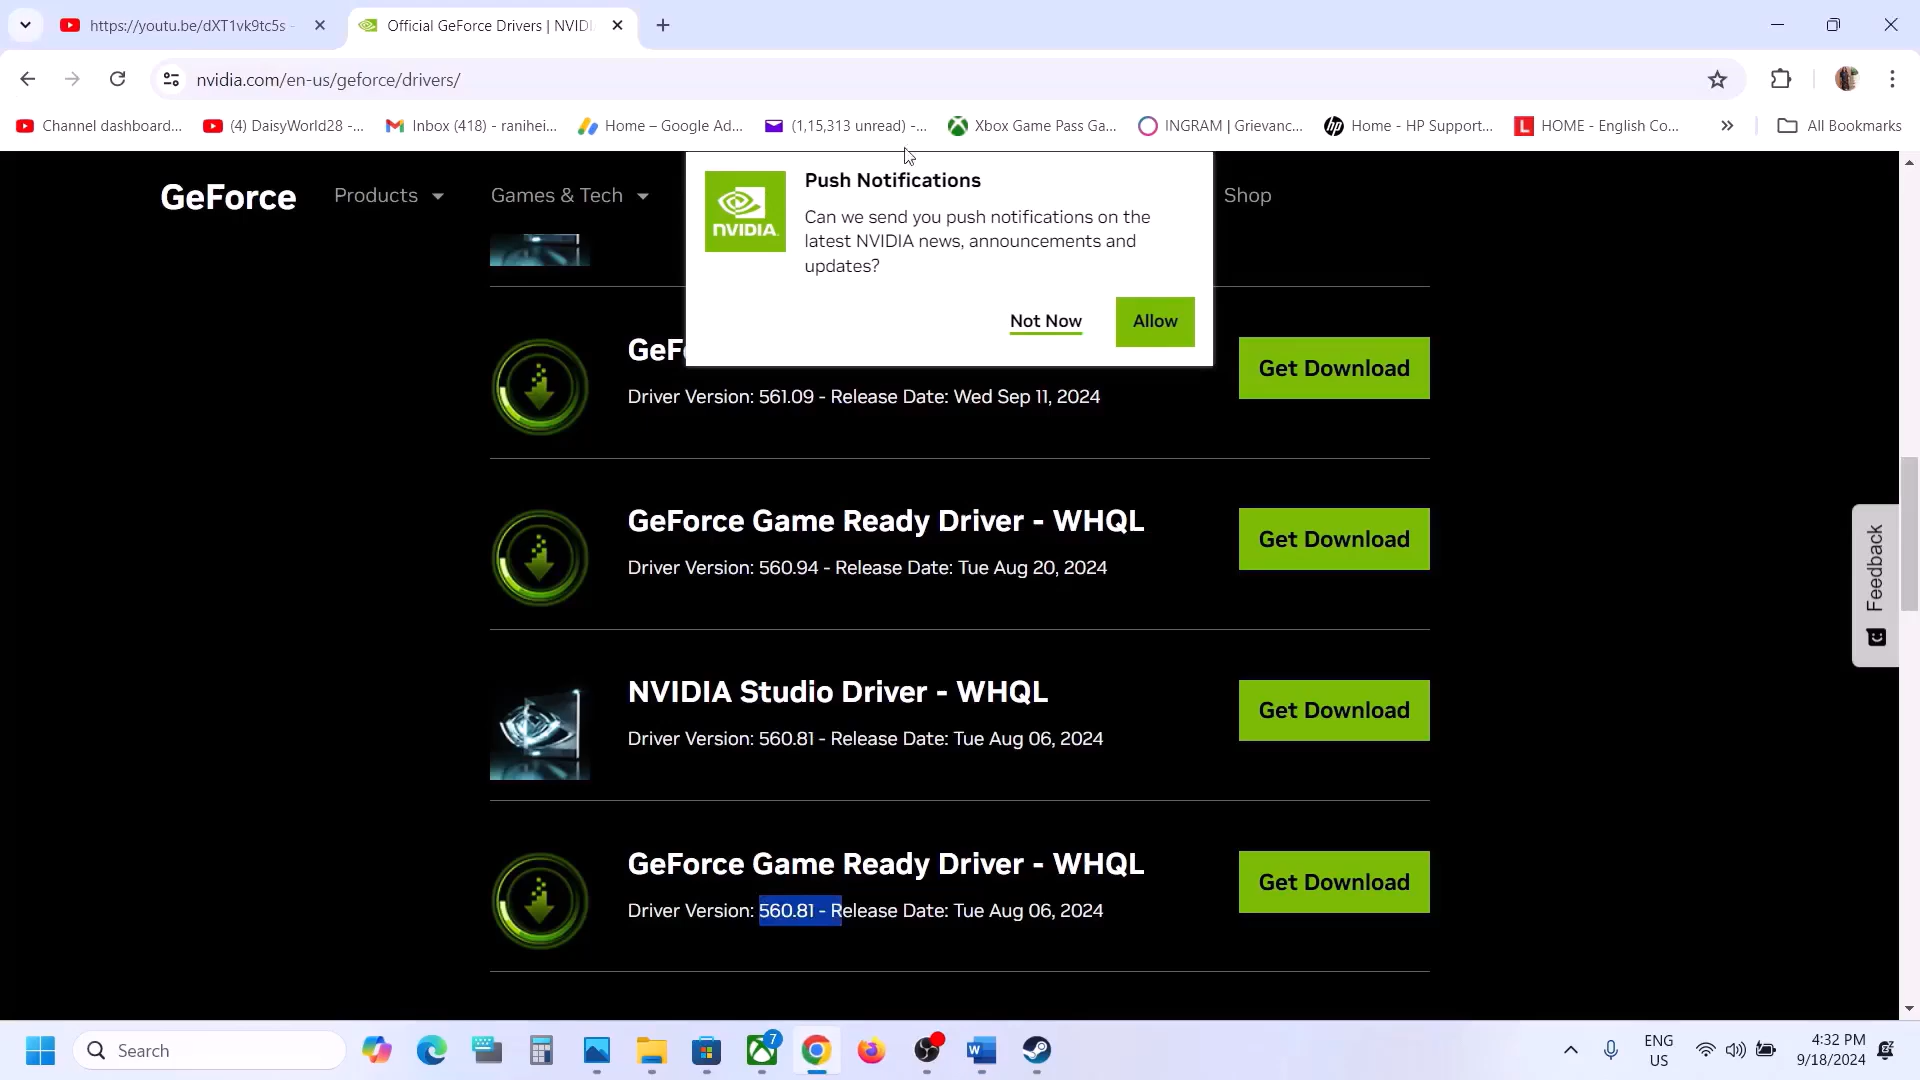 https://youtu.be/dXT1vk9tc5s -
Official GeForce Drivers | NVIDI
nvidia.com/en-us/geforce/drivers/
Channel dashboard...
(4) DaisyWorld28 -...
Inbox (418) - ranihei...
Home – Google Ad...
(1,15,313 unread) -...
Xbox Game Pass Ga...
INGRAM | Grievanc...
Home - HP Support...
HOME - English Co...
All Bookmarks
GeForce
Products
Games & Tech
Shop
NVIDIA.
Push Notifications
Can we send you push notifications on the
latest NVIDIA news, announcements and
updates?
Not Now
Allow
GeF
Driver Version: 561.09 - Release Date: Wed Sep 11, 2024
Get Download
GeForce Game Ready Driver - WHQL
Driver Version: 560.94 - Release Date: Tue Aug 20, 2024
Get Download
NVIDIA Studio Driver - WHQL
Driver Version: 560.81 - Release Date: Tue Aug 06, 2024
Get Download
GeForce Game Ready Driver - WHQL
Driver Version: 560.81 - Release Date: Tue Aug 06, 2024
Get Download
Feedback
Search
7
ENG
US
4:32 PM
9/18/2024